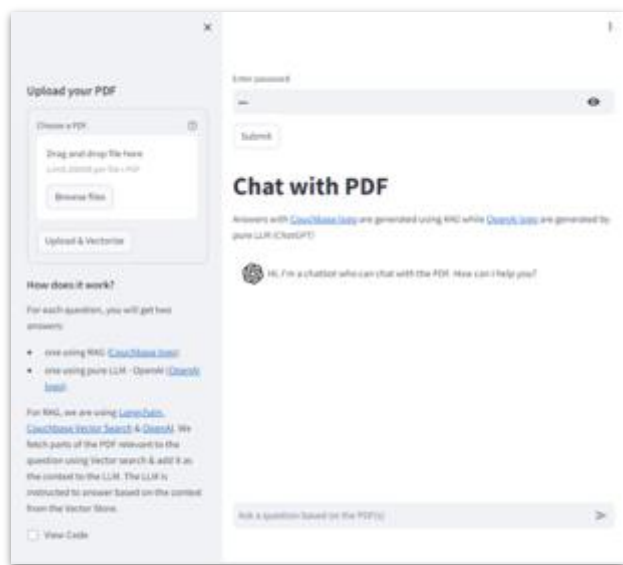 Upload your PDF
Choose a PDF
Drag and drop file here
Limit 200MB per file • PDF
Browse files
Upload & Vectorize
How does it work?
For each question, you will get two
answers:
one using RAG (Couchbase logo)
one using pure LLM - OpenAI (OpenAI
logo)
For RAG, we are using Langchain,
Couchbase Vector Search & OpenAI. We
fetch parts of the PDF relevant to the
question using Vector search & add it as
the context to the LLM. The LLM is
instructed to answer based on the context
from the Vector Store.
View Code
Enter password
Submit
Chat with PDF
Answers with Couchbase logo are generated using RAG while OpenAI logo are generated by
pure LLM (ChatGPT)
Hi, I'm a chatbot who can chat with the PDF. How can I help you?
Ask a question based on the PDF(s)